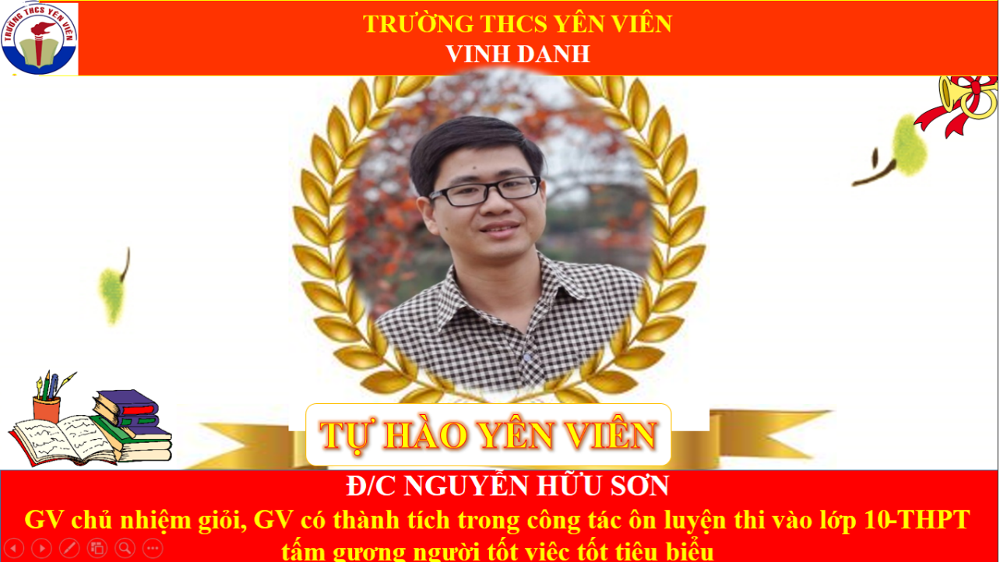 TRƯỜNG THCS YÊN VIÊN
TRƯỜNG THCS YÊN VIÊN
VINH DANH
TỰ HÀO YÊN VIÊN
Đ/C NGUYỄN HỮU SƠN
GV chủ nhiệm giỏi, GV có thành tích trong công tác ôn luyện thi vào lớp 10-THPT
tấm gương người tốt việc tốt tiêu biểu